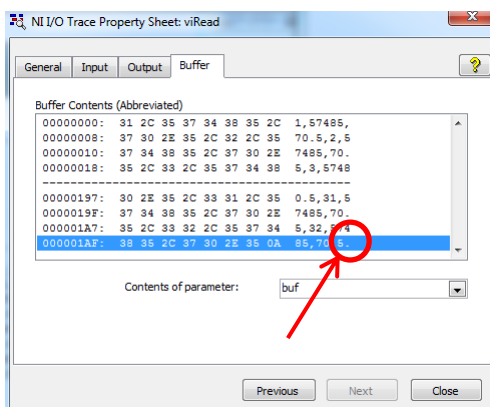 NI I/O Trace Property Sheet: viRead
General Input Output Buffer
Buffer Contents (Abbreviated)
00000000: 31 2C 35 37 34 38 35 2C 1,57485,
00000008: 37 30 2E 35 2C 32 2C 35 70.5,2,5
00000010: 37 34 38 35 2C 37 30 2E 7485,70.
00000018: 35 2C 33 2C 35 37 34 38 5,3,5748
--------------------------------------------
00000197: 30 2E 35 2C 33 31 2C 35 0.5,31,5
0000019F: 37 34 38 35 2C 37 30 2E 7485,70.
000001A7: 35 2C 33 32 2C 35 37 34 5,32,574
000001AF: 38 35 2C 37 30 2E 35 0A 85,70.5.
Contents of parameter: buf
Previous Next Close